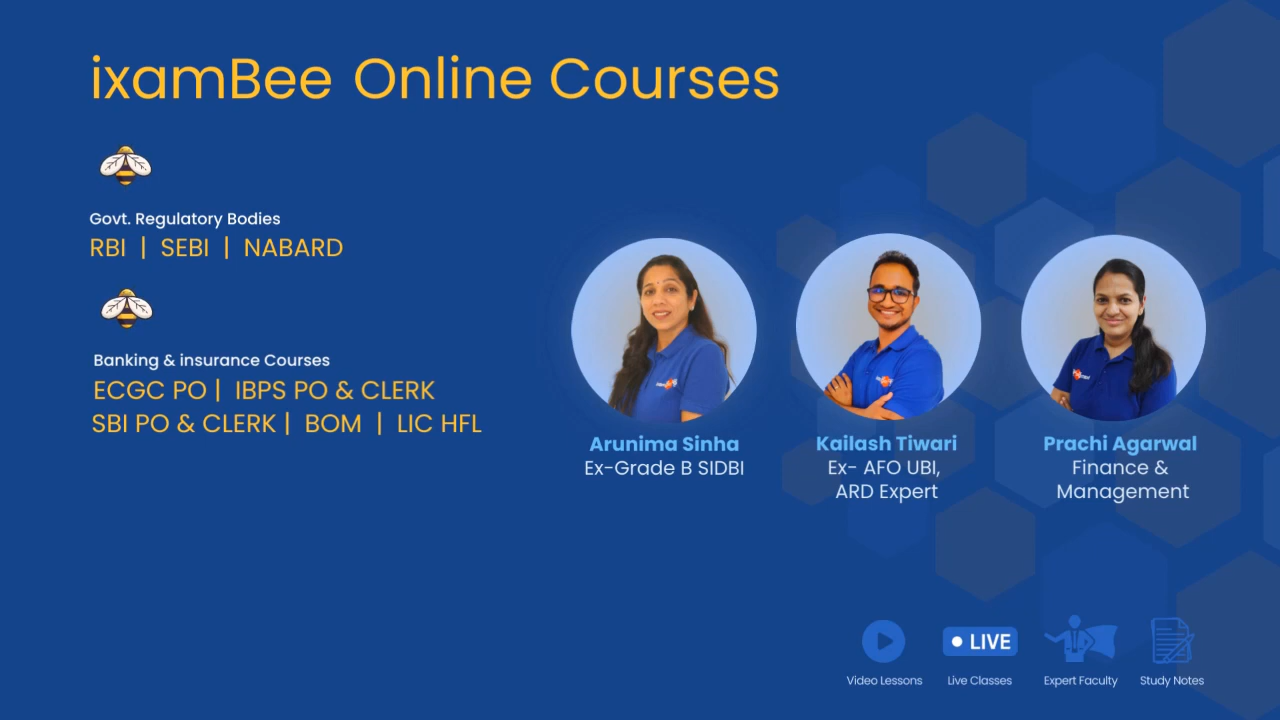 ixamBee Online Courses
Govt. Regulatory Bodies
RBI | SEBI | NABARD
Banking & insurance Courses
ECGC PO | IBPS PO & CLERK
SBI PO & CLERK | BOM | LIC HFL
Arunima Sinha
Ex-Grade B SIDBI
Kailash Tiwari
Ex- AFO UBI,
ARD Expert
Prachi Agarwal
Finance &
Management
LIVE
Video Lessons
Live Classes
Expert Faculty
Study Notes